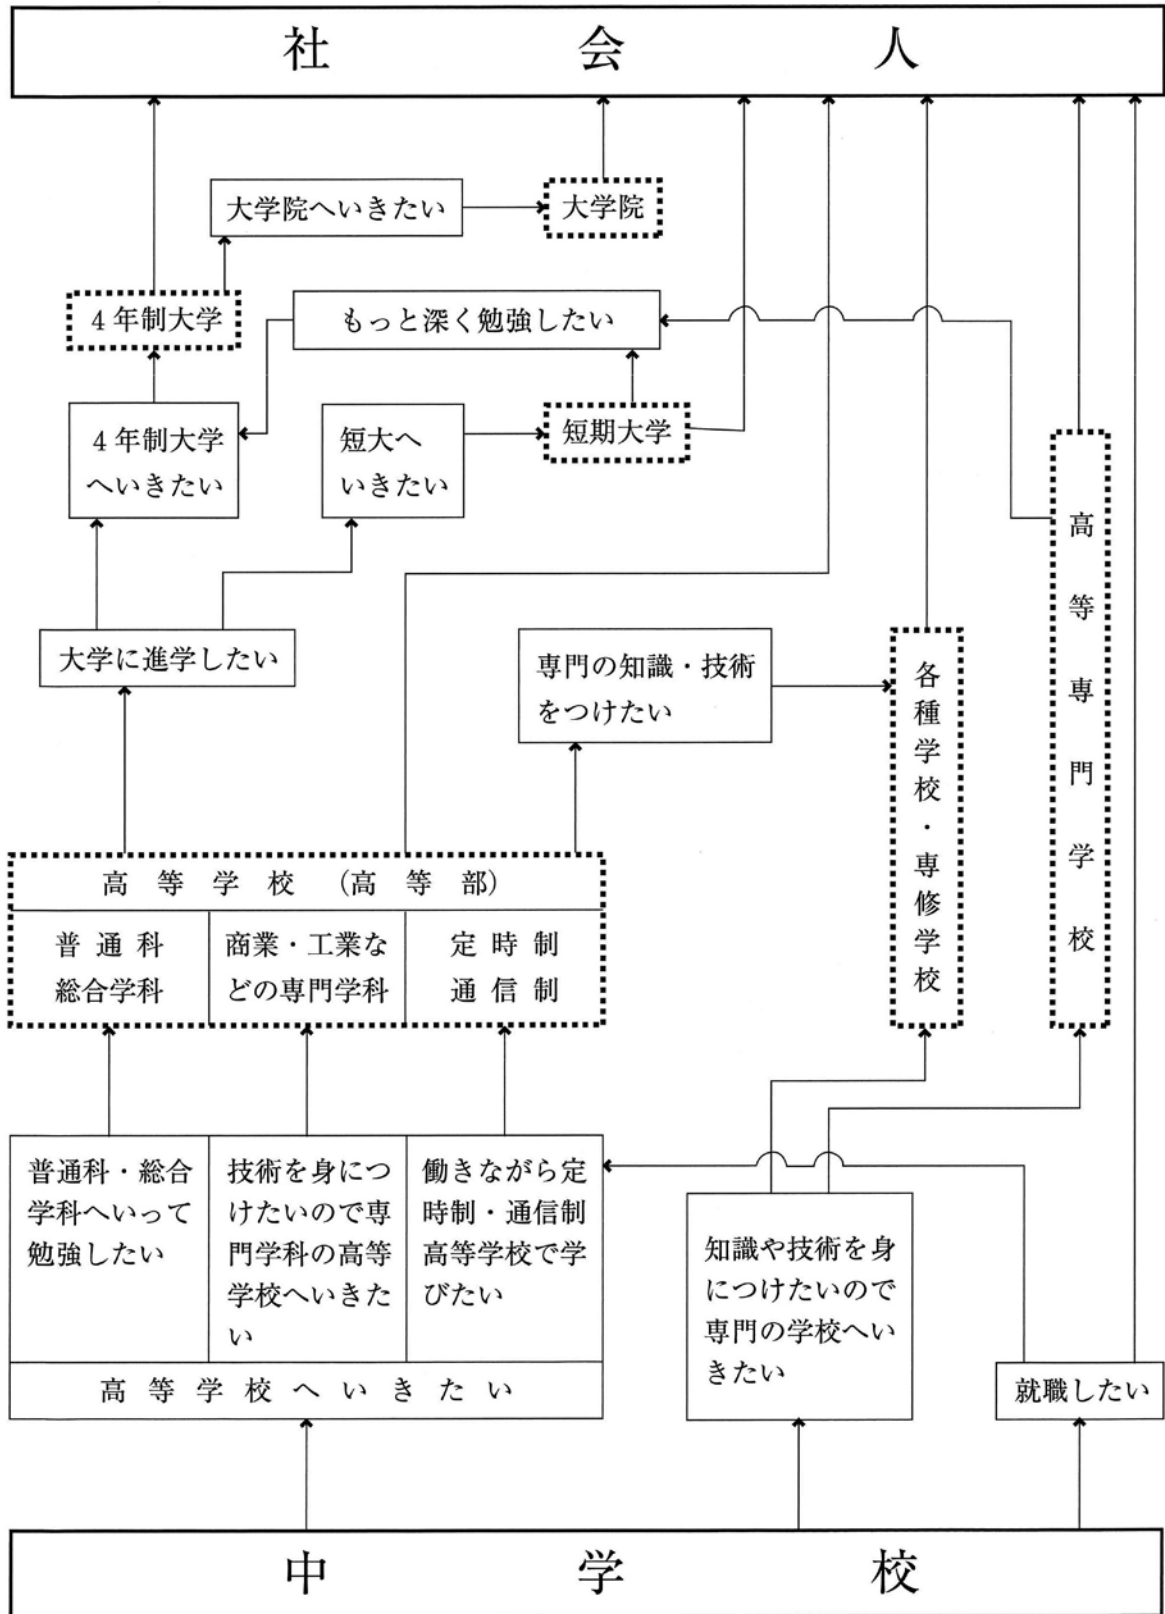 社会人
大学院へいきたい
大学院
４年制大学
もっと深く勉強したい
４年制大学
へいきたい
短大へ
いきたい
短期大学
高等専門学校
大学に進学したい
専門の知識・技術
をつけたい
各種学校・専修学校
高等学校（高等部）
普通科
総合学科
商業・工業な
どの専門学科
定時制
通信制
普通科・総合
学科へいって
勉強したい
技術を身につ
けたいので専
門学科の高等
学校へいきた
い
働きながら定
時制・通信制
高等学校で学
びたい
高等学校へいきたい
知識や技術を身
につけたいので
専門の学校へい
きたい
就職したい
中学校